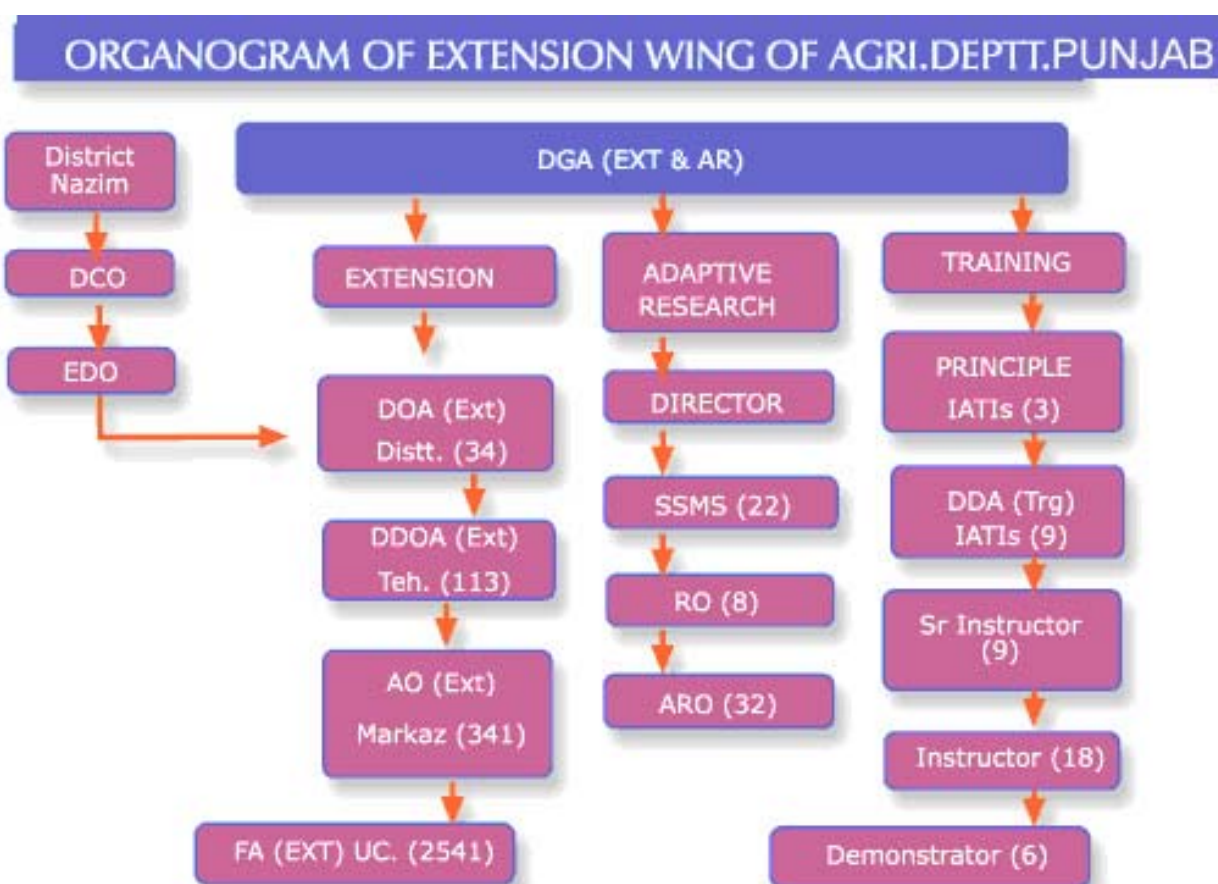 ORGANOGRAM OF EXTENSION WING OF AGRI.DEPTT.PUNJAB
District
Nazim
DCO
EDO
DGA (EXT & AR)
EXTENSION
DOA (Ext)
Distt. (34)
DDOA (Ext)
Teh. (113)
AO (Ext)
Markaz (341)
FA (EXT) UC. (2541)
ADAPTIVE
RESEARCH
DIRECTOR
SSMS (22)
RO (8)
ARO (32)
TRAINING
PRINCIPLE
IATIs (3)
DDA (Trg)
IATIs (9)
Sr Instructor
(9)
Instructor (18)
Demonstrator (6)